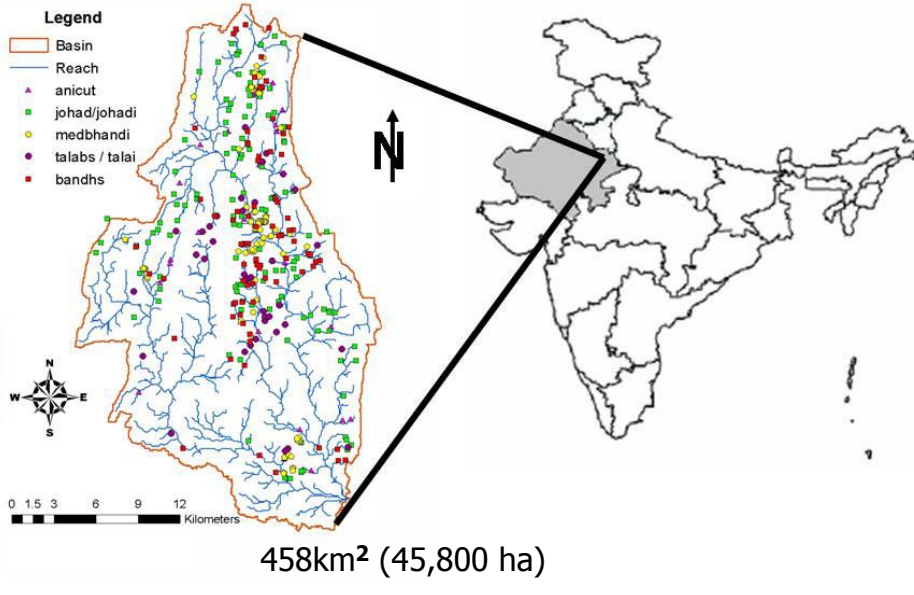 Legend
Basin
Reach
anicut
johad/johadi
medbhandi
talabs / talai
bandhs
N
N
W E
S
0 1.5 3 6 9 12
Kilometers
458km² (45,800 ha)